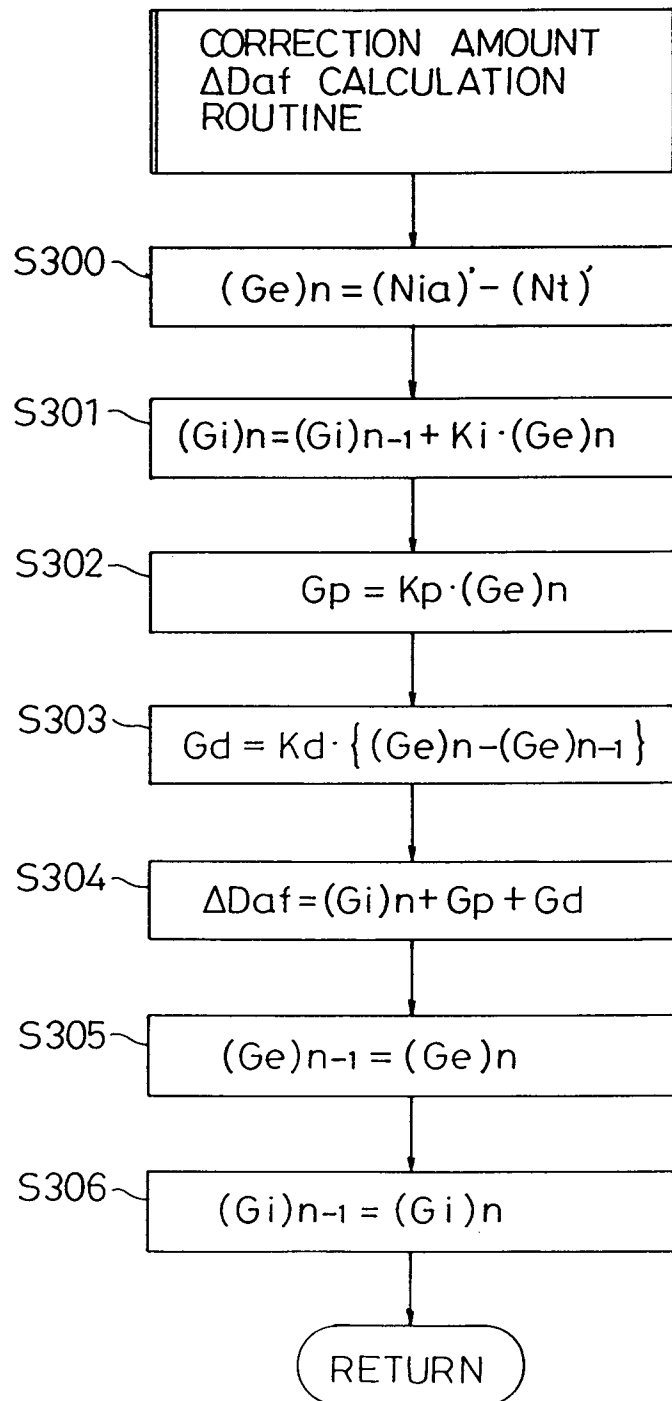 CORRECTION AMOUNT
ΔDaf CALCULATION
ROUTINE
S300
(Ge)n = (Nia)' - (Nt)'
S301
(Gi)n = (Gi)n-1 + Ki · (Ge)n
S302
Gp = Kp · (Ge)n
S303
Gd = Kd · { (Ge)n - (Ge)n-1 }
S304
ΔDaf = (Gi)n + Gp + Gd
S305
(Ge)n-1 = (Ge)n
S306
(Gi)n-1 = (Gi)n
RETURN